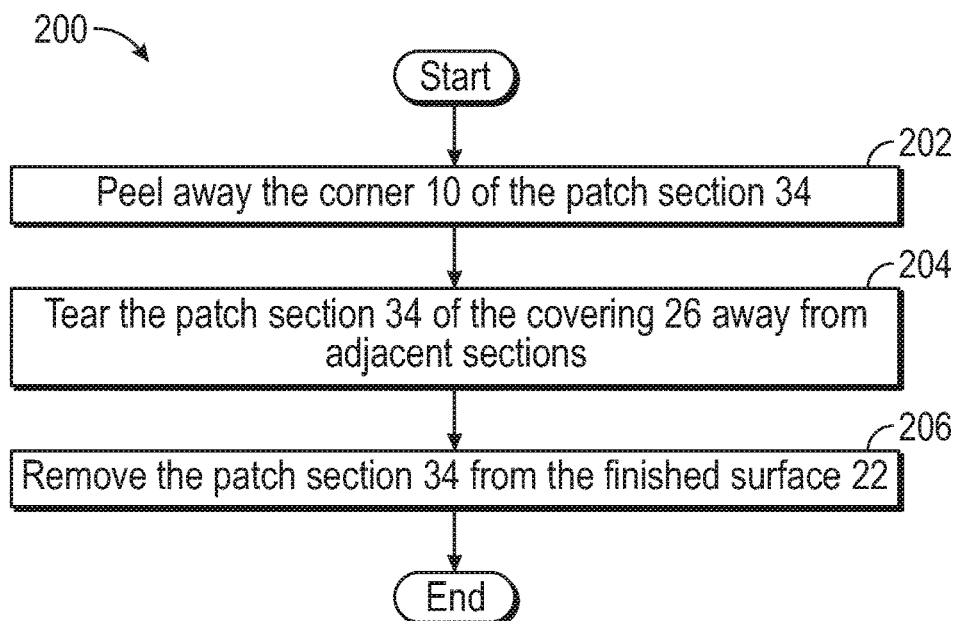 200
Start
202
Peel away the corner 10 of the patch section 34
204
Tear the patch section 34 of the covering 26 away from
adjacent sections
206
Remove the patch section 34 from the finished surface 22
End